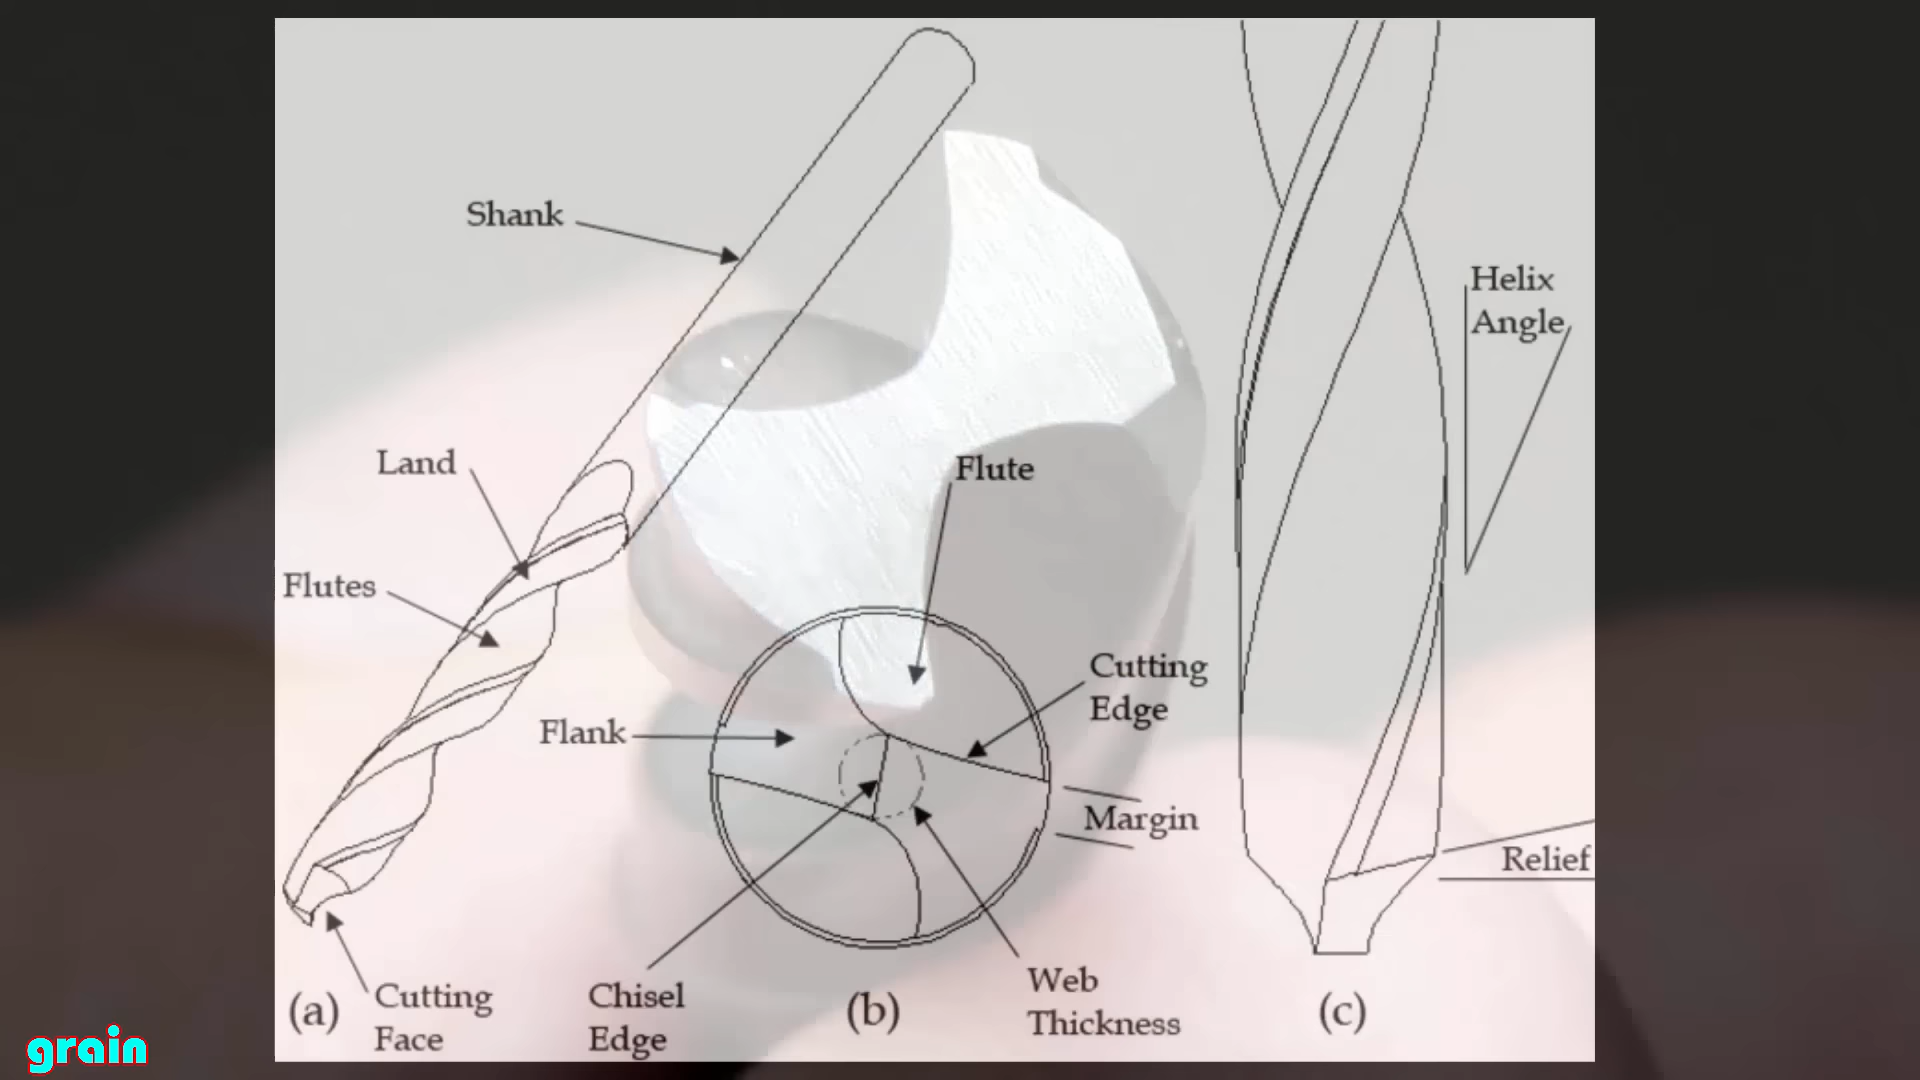 Shank
Helix
Angle
Land
Flute
Flutes
Cutting
Edge
Flank
Margin
Relief
Web
Thickness
Chisel
Edge
Cutting
Face
(a)
(b)
(c)
grain